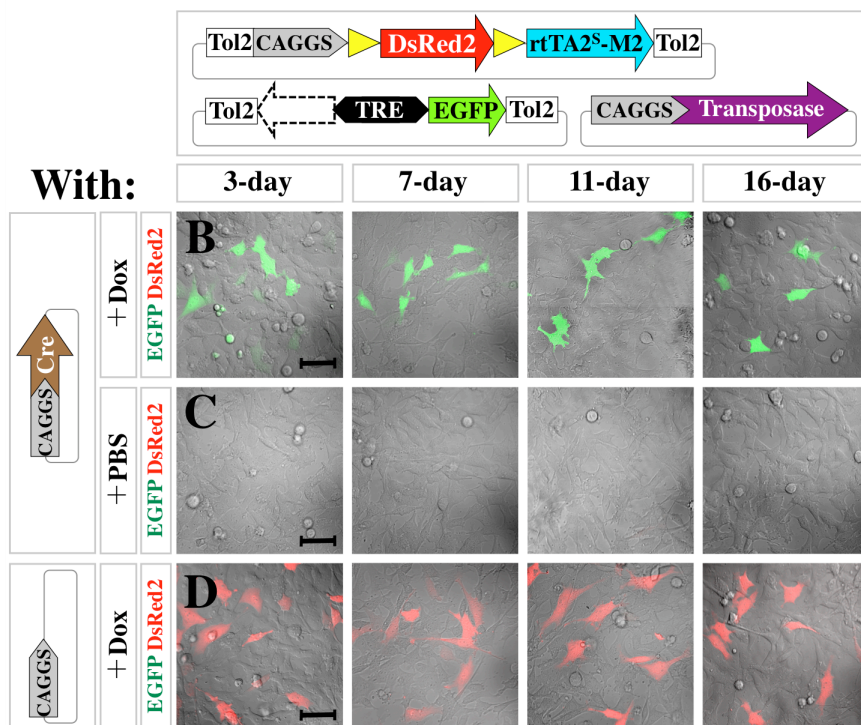 Tol2 CAGGS DsRed2 rtTA2ˢ-M2 Tol2
Tol2 TRE EGFP Tol2 CAGGS Transposase
With: 3-day 7-day 11-day 16-day
CAGGS Cre
+Dox
EGFP DsRed2
B
+PBS
EGFP DsRed2
C
CAGGS
+Dox
EGFP DsRed2
D